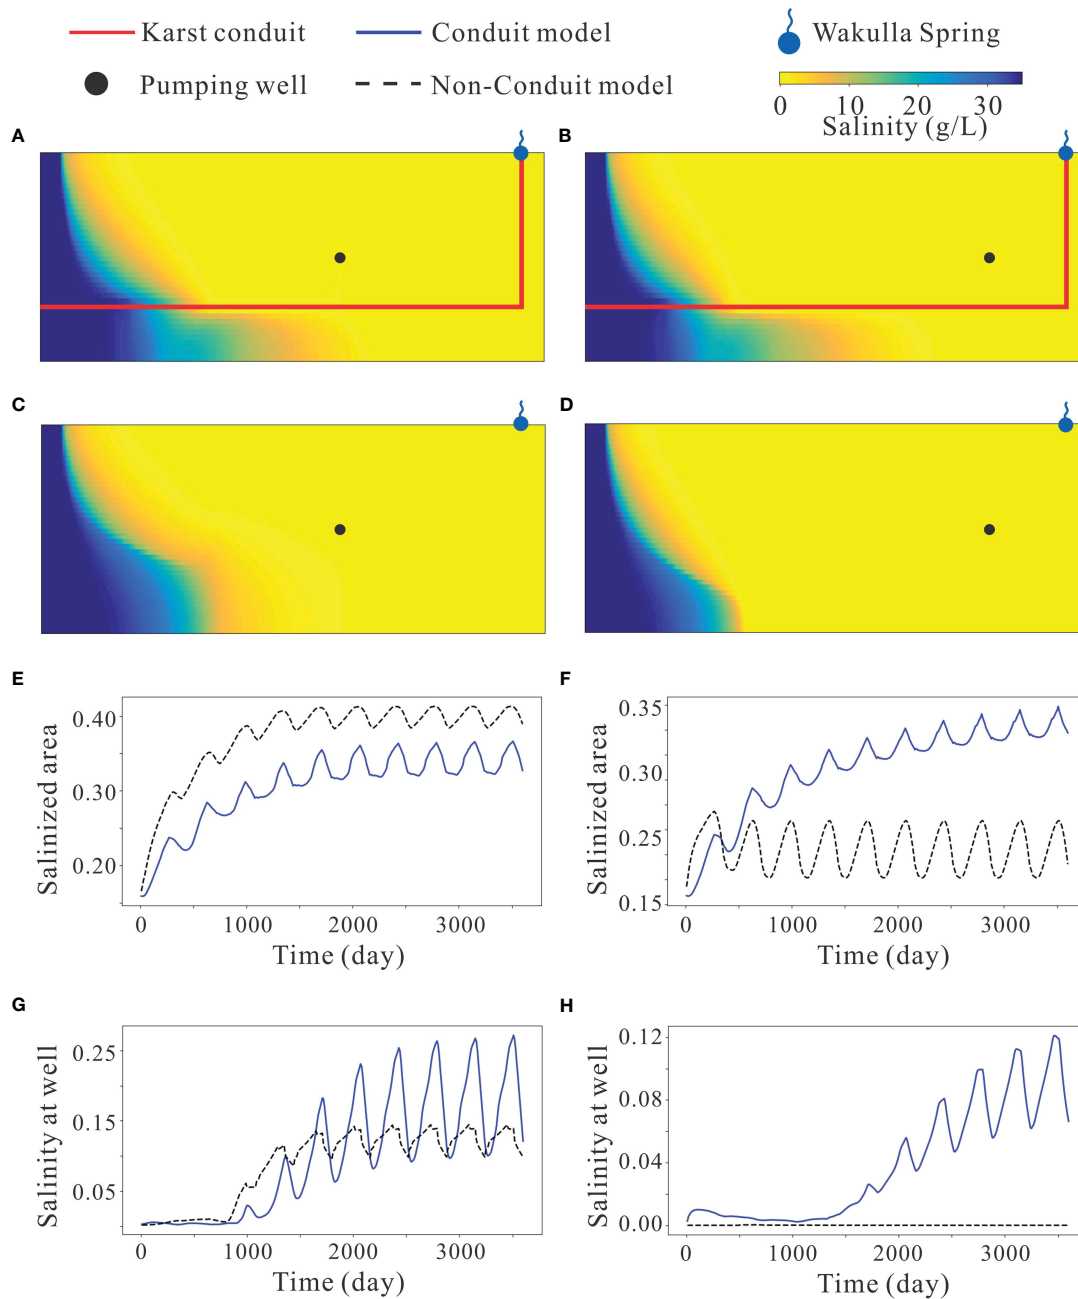 Karst conduit
Conduit model
Wakulla Spring
Pumping well
Non-Conduit model
0 10 20 30
Salinity (g/L)
A
B
C
D
E
Salinized area
0.40
0.30
0.20
0 1000 2000 3000
Time (day)
F
Salinized area
0.35
0.30
0.25
0.15
0 1000 2000 3000
Time (day)
G
Salinity at well
0.25
0.15
0.05
0 1000 2000 3000
Time (day)
H
Salinity at well
0.12
0.08
0.04
0.00
0 1000 2000 3000
Time (day)